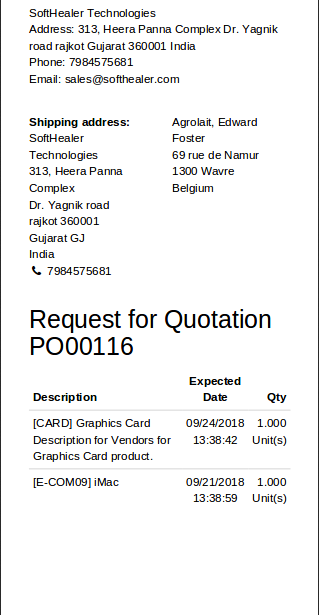 SoftHealer Technologies
Address: 313, Heera Panna Complex Dr. Yagnik
road rajkot Gujarat 360001 India
Phone: 7984575681
Email: sales@softhealer.com
Shipping address:
SoftHealer
Technologies
313, Heera Panna
Complex
Dr. Yagnik road
rajkot 360001
Gujarat GJ
India
7984575681
Agrolait, Edward
Foster
69 rue de Namur
1300 Wavre
Belgium
Request for Quotation
PO00116
Expected
Description Date Qty
[CARD] Graphics Card 09/24/2018 1.000
Description for Vendors for 13:38:42 Unit(s)
Graphics Card product.
[E-COM09] iMac 09/21/2018 1.000
13:38:59 Unit(s)